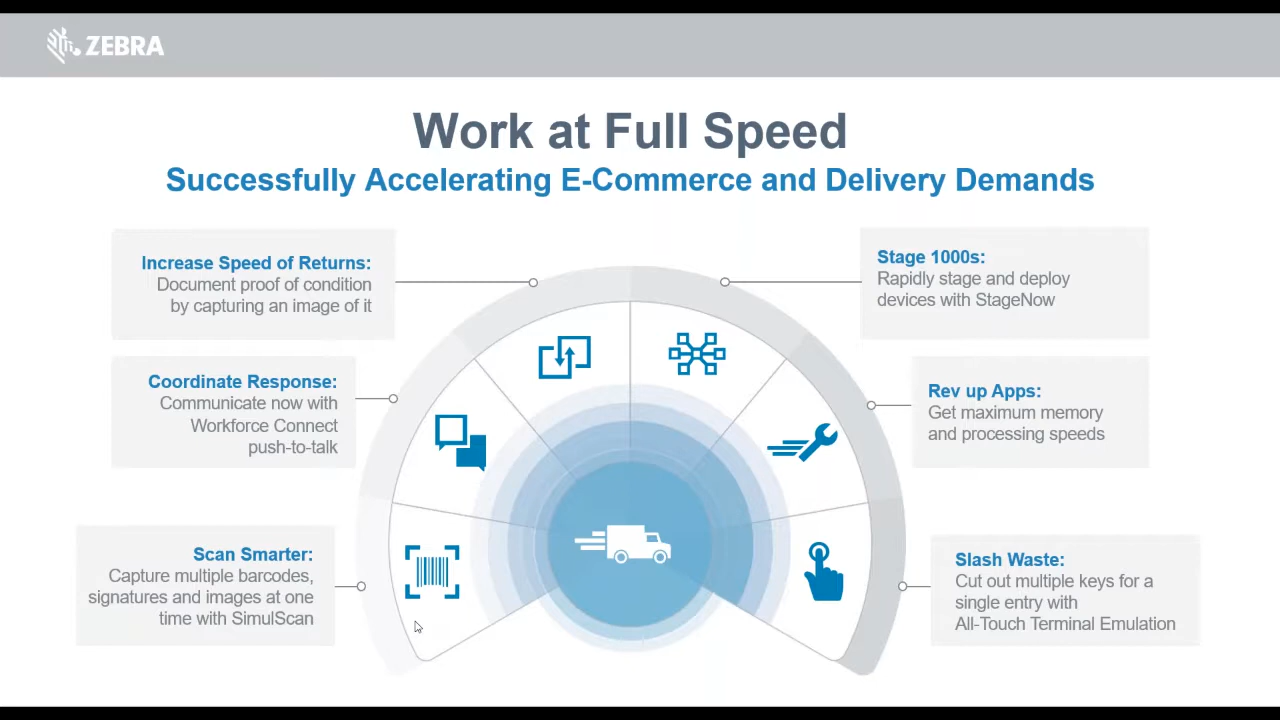 ZEBRA
Work at Full Speed
Successfully Accelerating E-Commerce and Delivery Demands
Increase Speed of Returns:
Document proof of condition
by capturing an image of it
Coordinate Response:
Communicate now with
Workforce Connect
push-to-talk
Scan Smarter:
Capture multiple barcodes,
signatures and images at one
time with SimulScan
Stage 1000s:
Rapidly stage and deploy
devices with StageNow
Rev up Apps:
Get maximum memory
and processing speeds
Slash Waste:
Cut out multiple keys for a
single entry with
All-Touch Terminal Emulation